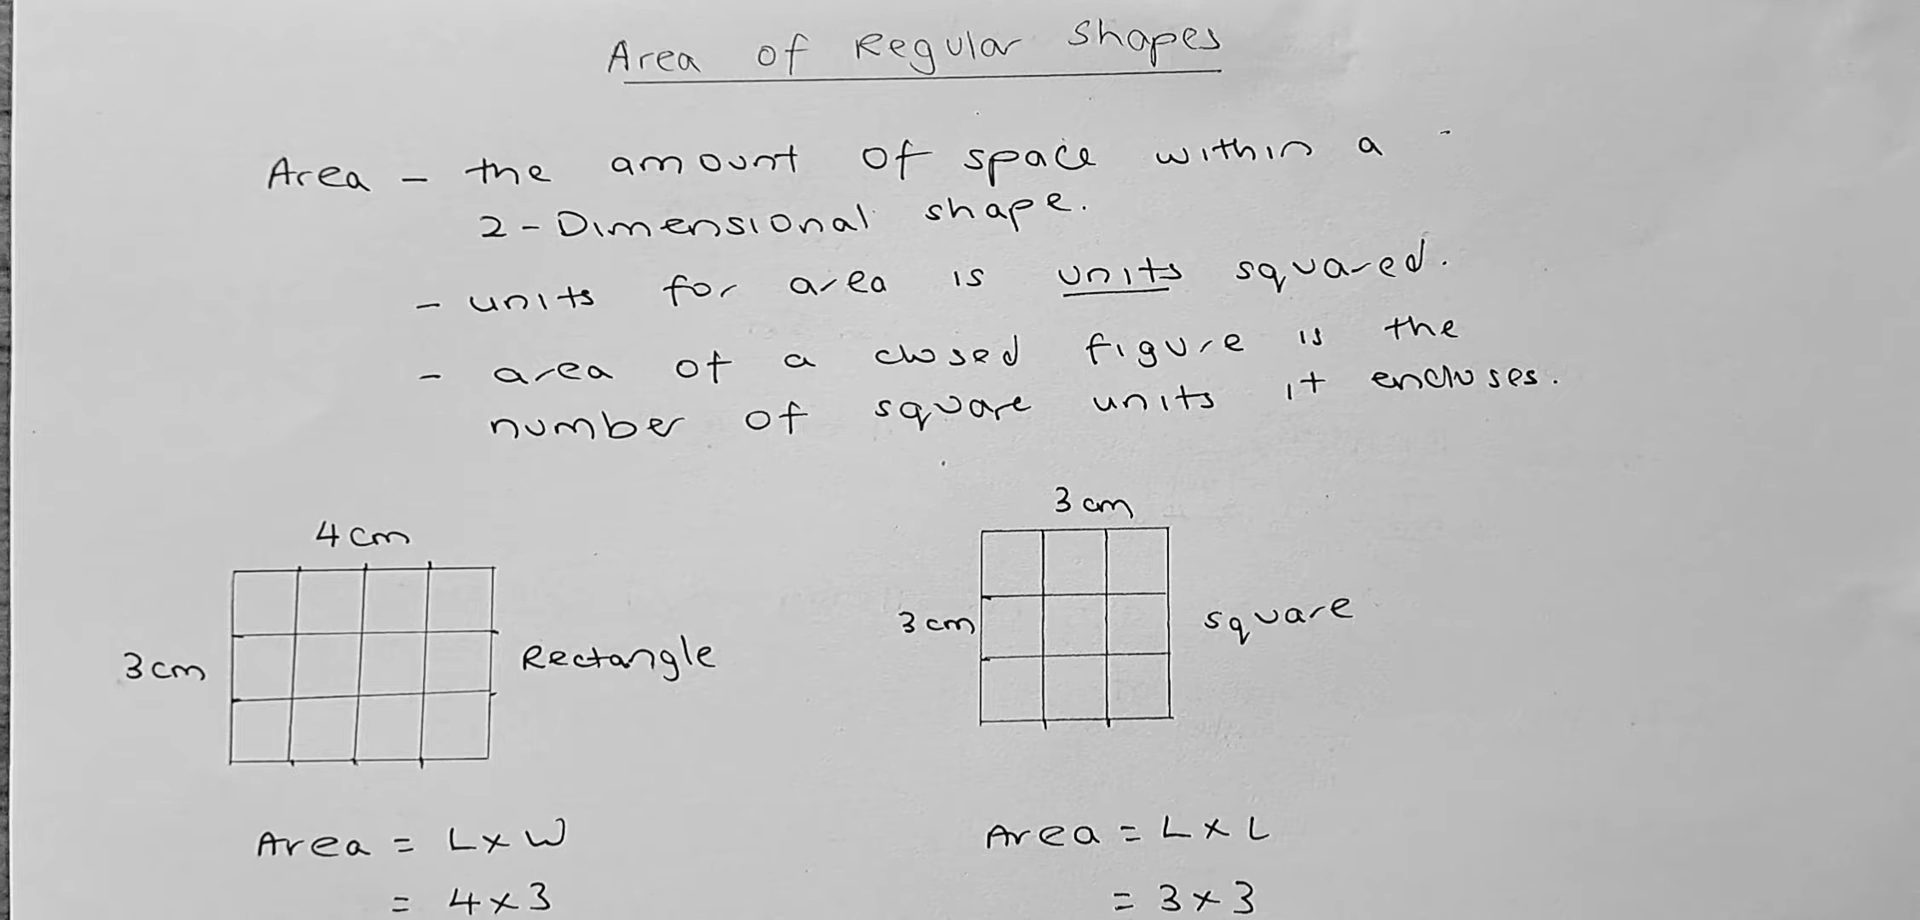 Area of Regular Shapes
Area - the amount of space within a
2-Dimensional shape.
- units for area is units squared.
- area of a closed figure is the
number of square units it encloses.
4 cm
3 cm
Rectangle
Area = L x W
= 4 x 3
3 cm
3 cm
square
Area = L x L
= 3 x 3